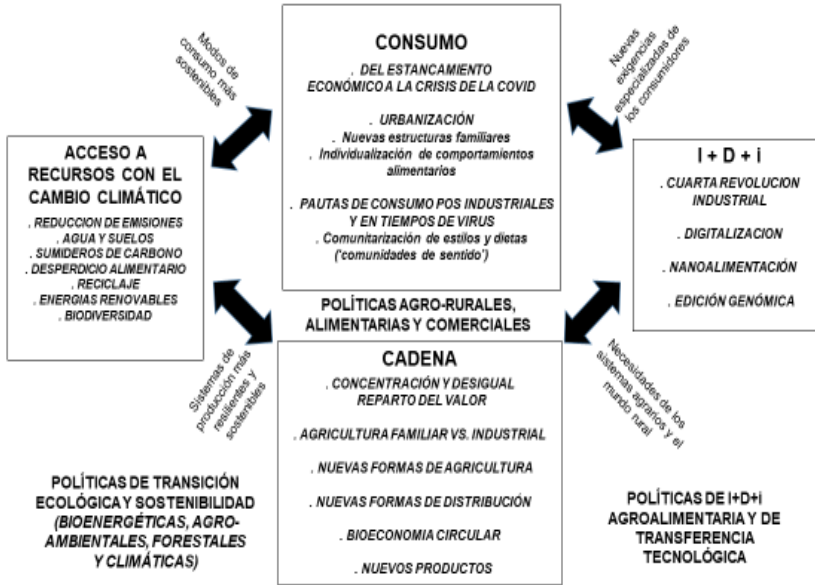 Modos de
consumo más
sostenibles
CONSUMO
. DEL ESTANCAMIENTO
ECONÓMICO A LA CRISIS DE LA COVID
. URBANIZACIÓN
. Nuevas estructuras familiares
. Individualización de comportamientos
alimentarios
. PAUTAS DE CONSUMO POS INDUSTRIALES
Y EN TIEMPOS DE VIRUS
. Comunitarización de estilos y dietas
('comunidades de sentido')
Nuevas
exigencias
especializadas de
los consumidores
ACCESO A
RECURSOS CON EL
CAMBIO CLIMÁTICO
. REDUCCION DE EMISIONES
. AGUA Y SUELOS
. SUMIDEROS DE CARBONO
. DESPERDICIO ALIMENTARIO
. RECICLAJE
. ENERGIAS RENOVABLES
. BIODIVERSIDAD
I + D + i
. CUARTA REVOLUCION
INDUSTRIAL
. DIGITALIZACION
. NANOALIMENTACIÓN
. EDICIÓN GENÓMICA
POLÍTICAS AGRO-RURALES,
ALIMENTARIAS Y COMERCIALES
Sistemas de
producción más
resilientes y
sostenibles
CADENA
. CONCENTRACIÓN Y DESIGUAL
REPARTO DEL VALOR
. AGRICULTURA FAMILIAR VS. INDUSTRIAL
. NUEVAS FORMAS DE AGRICULTURA
. NUEVAS FORMAS DE DISTRIBUCIÓN
. BIOECONOMIA CIRCULAR
. NUEVOS PRODUCTOS
Necesidades de los
sistemas agrarios y el
mundo rural
POLÍTICAS DE TRANSICIÓN
ECOLÓGICA Y SOSTENIBILIDAD
(BIOENERGÉTICAS, AGRO-
AMBIENTALES, FORESTALES
Y CLIMÁTICAS)
POLÍTICAS DE I+D+i
AGROALIMENTARIA Y DE
TRANSFERENCIA
TECNOLÓGICA